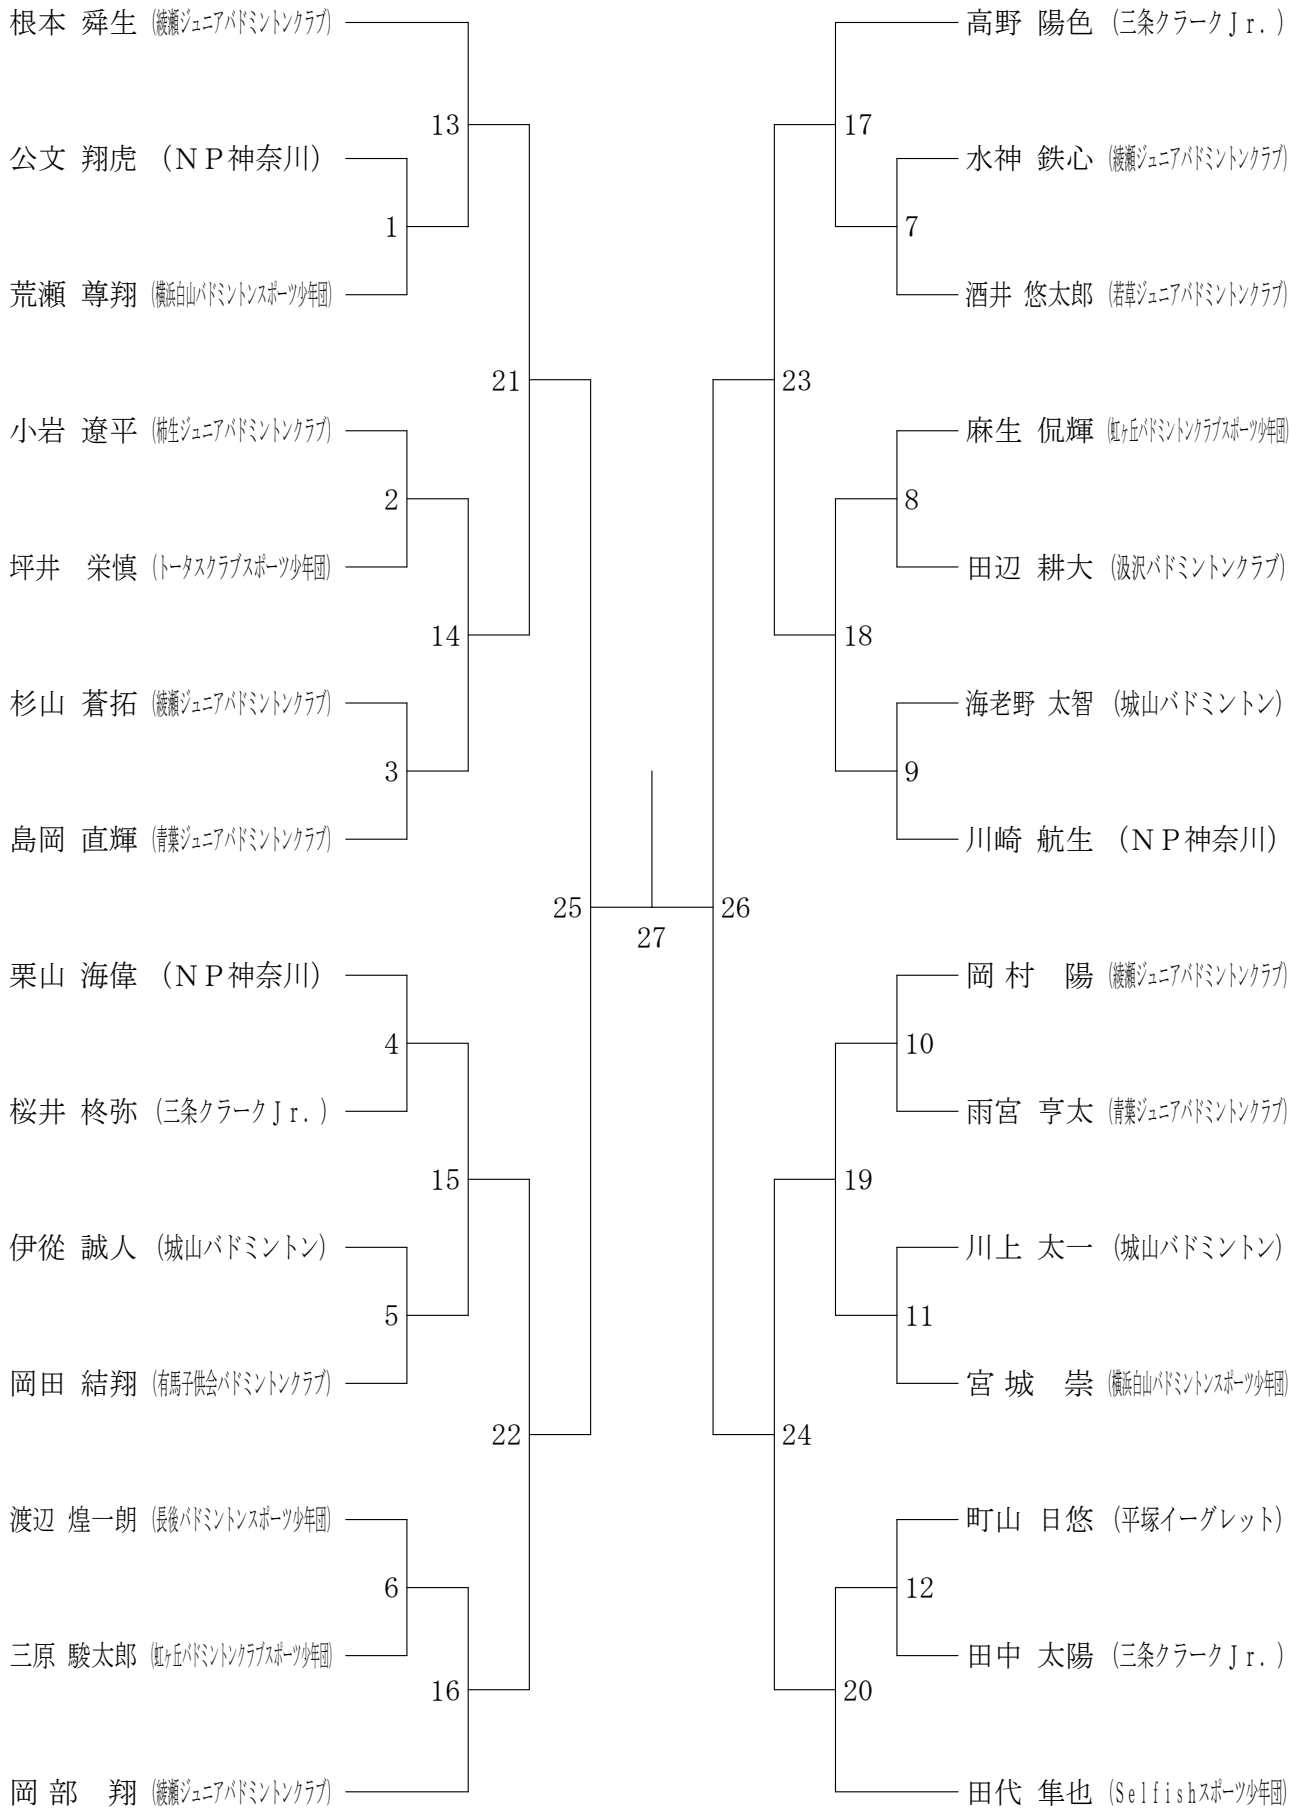 根本 舜生 (綾瀬ジュニアバドミントンクラブ)
13
公文 翔虎 (NP神奈川)
1
荒瀬 尊翔 (横浜白山バドミントンスポーツ少年団)
21
小岩 遼平 (柿生ジュニアバドミントンクラブ)
2
坪井 栄慎 (トータスクラブスポーツ少年団)
14
杉山 蒼拓 (綾瀬ジュニアバドミントンクラブ)
3
島岡 直輝 (青葉ジュニアバドミントンクラブ)
25
栗山 海偉 (NP神奈川)
4
桜井 柊弥 (三条クラークJr.)
15
伊從 誠人 (城山バドミントン)
5
岡田 結翔 (有馬子供会バドミントンクラブ)
22
渡辺 煌一朗 (長後バドミントンスポーツ少年団)
6
三原 駿太郎 (虹ヶ丘バドミントンクラブスポーツ少年団)
16
岡部 翔 (綾瀬ジュニアバドミントンクラブ)
27
高野 陽色 (三条クラークJr.)
17
水神 鉄心 (綾瀬ジュニアバドミントンクラブ)
7
酒井 悠太郎 (若草ジュニアバドミントンクラブ)
23
麻生 侃輝 (虹ヶ丘バドミントンクラブスポーツ少年団)
8
田辺 耕大 (汲沢バドミントンクラブ)
18
海老野 太智 (城山バドミントン)
9
川崎 航生 (NP神奈川)
26
岡村 陽 (綾瀬ジュニアバドミントンクラブ)
10
雨宮 亨太 (青葉ジュニアバドミントンクラブ)
19
川上 太一 (城山バドミントン)
11
宮城 崇 (横浜白山バドミントンスポーツ少年団)
24
町山 日悠 (平塚イーグレット)
12
田中 太陽 (三条クラークJr.)
20
田代 隼也 (Selfishスポーツ少年団)